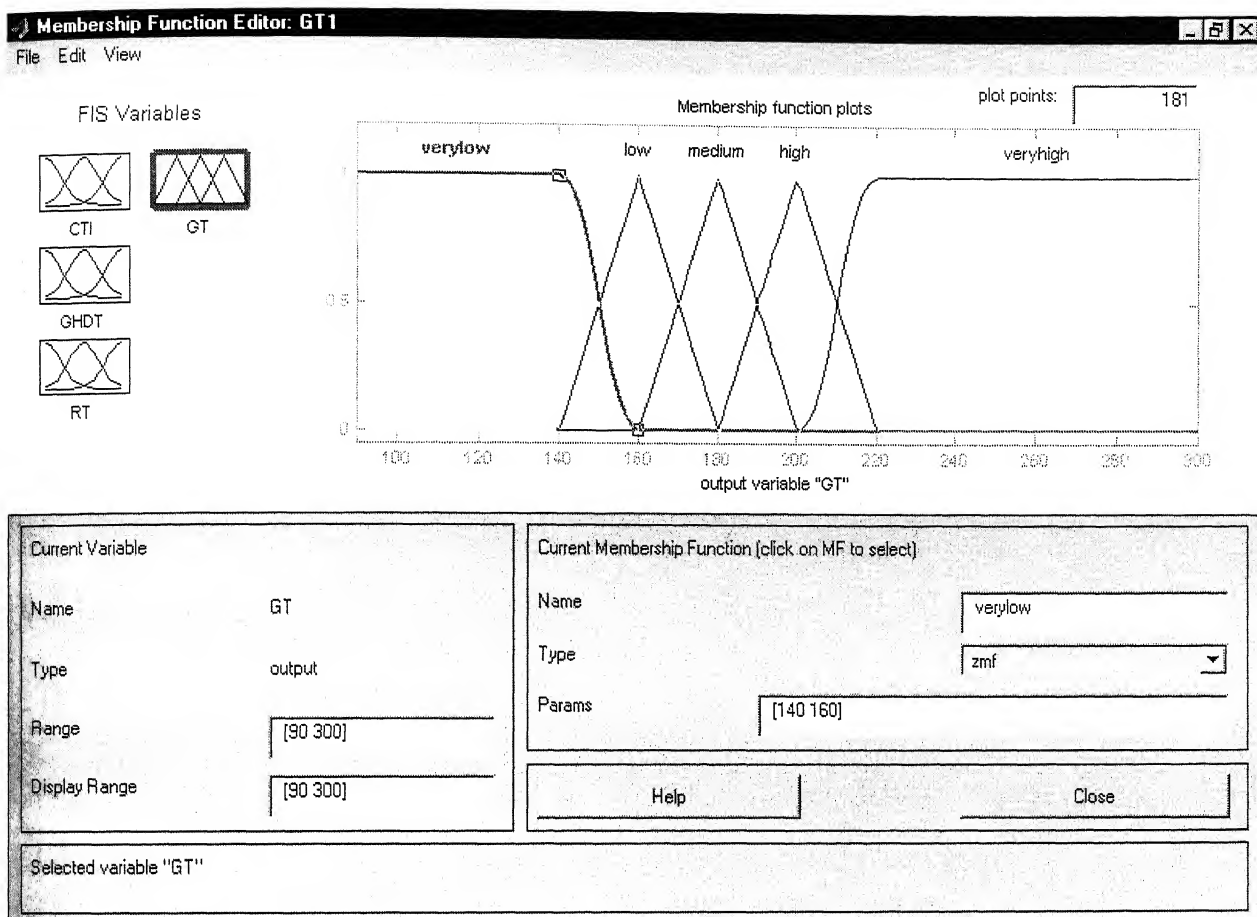 Membership Function Editor: GT1
File Edit View
FIS Variables
CTI
GT
GHDT
RT
Membership function plots
plot points:
181
verylow
low
medium
high
veryhigh
1
0.5
0
100 120 140 160 180 200 220 240 260 280 300
output variable "GT"
Current Variable
Name
GT
Type
output
Range
[90 300]
Display Range
[90 300]
Current Membership Function (click on MF to select)
Name
verylow
Type
zmf
Params
[140 160]
Help
Close
Selected variable "GT"